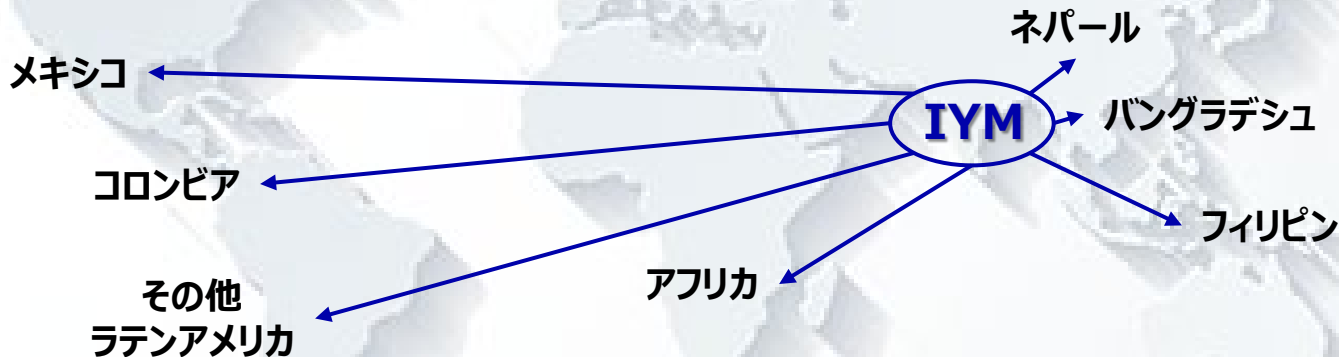 ネパール
メキシコ
IYM
バングラデシュ
コロンビア
フィリピン
アフリカ
その他
ラテンアメリカ